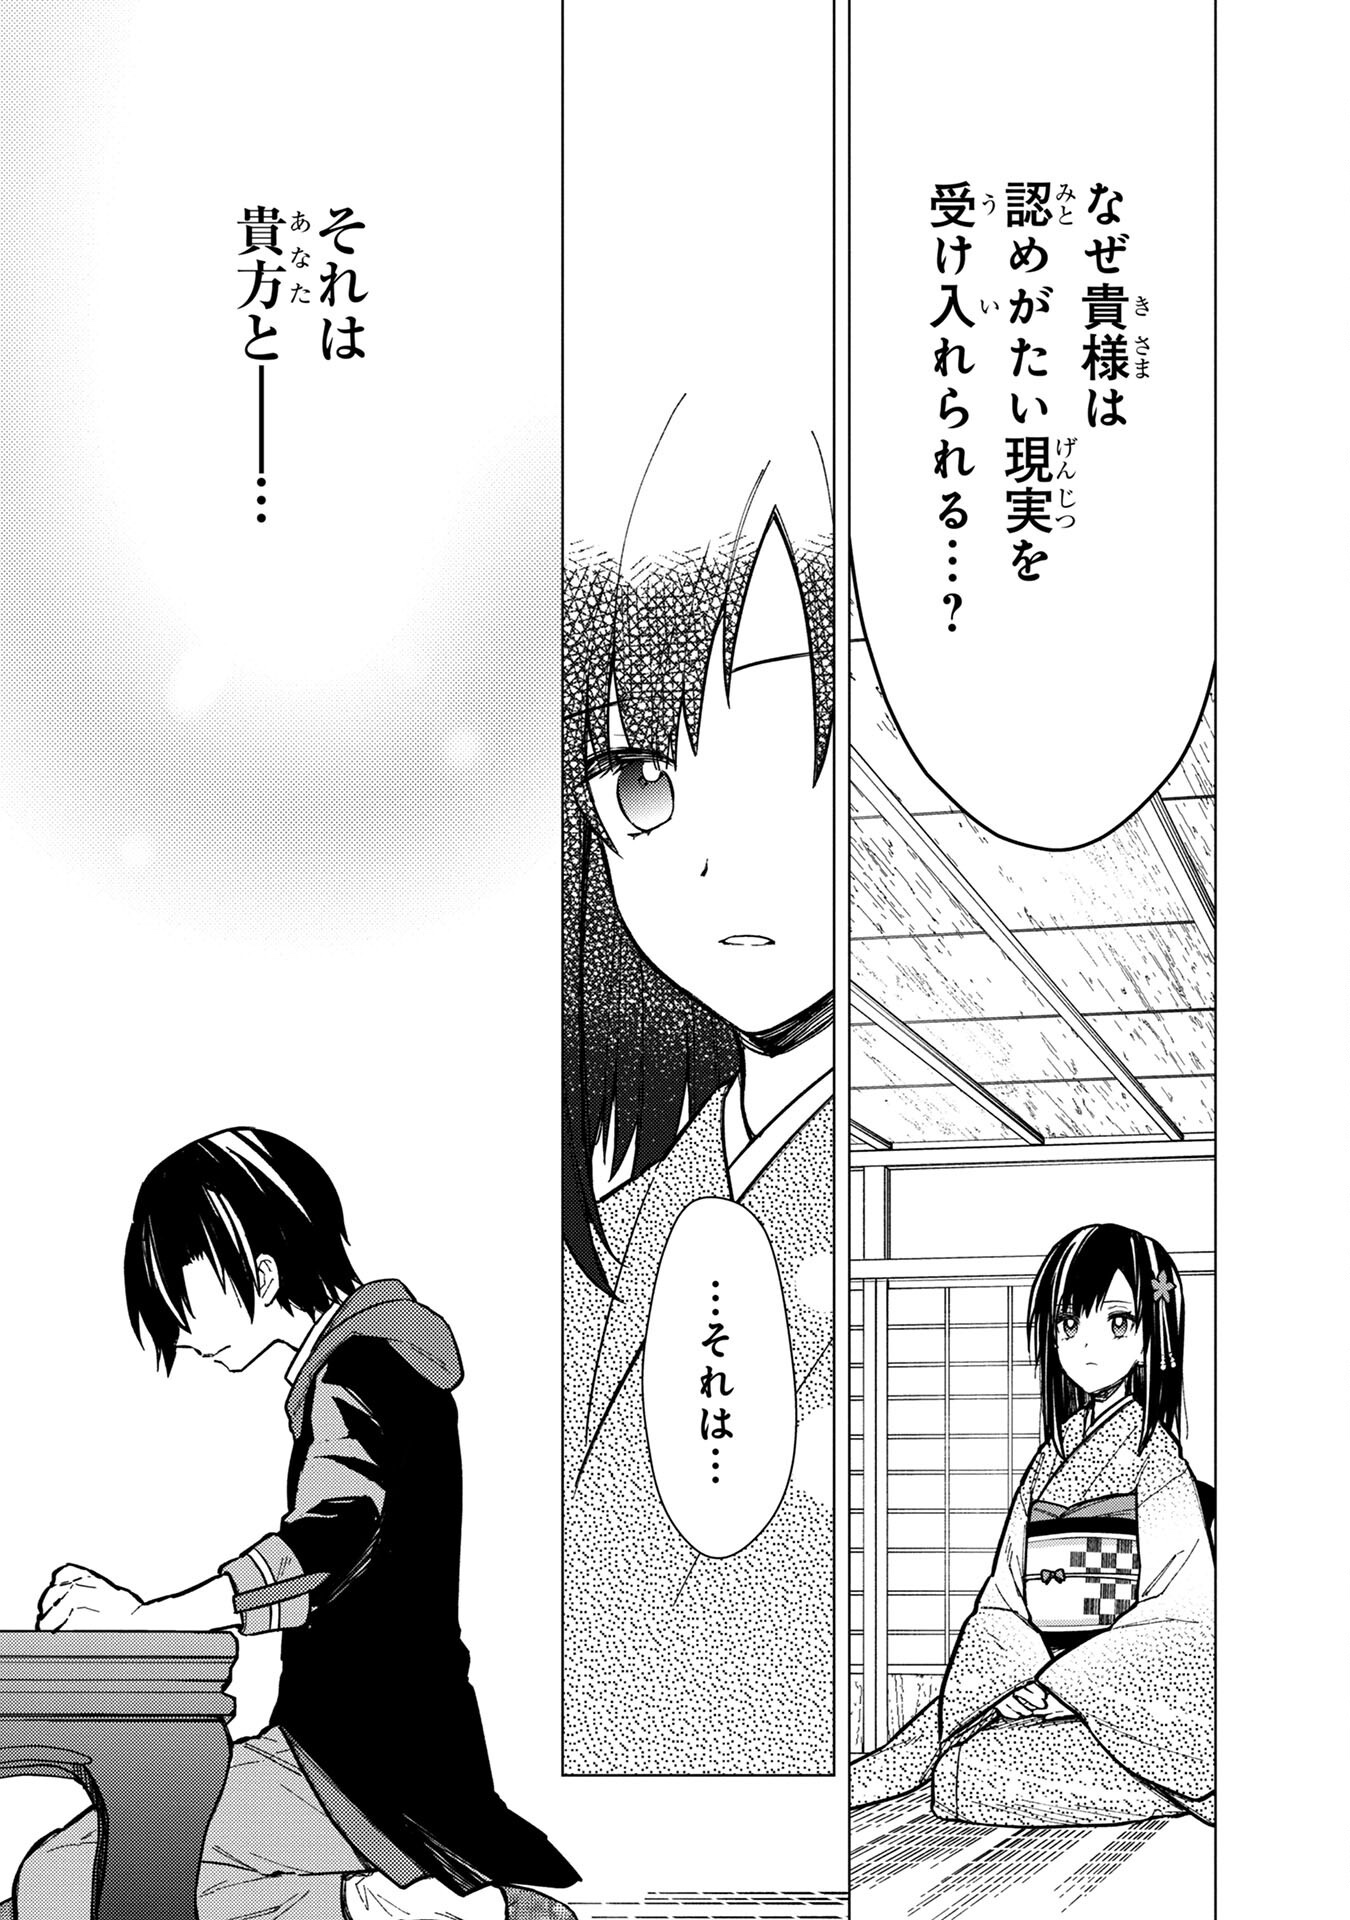 なぜ貴様は
認めがたい現実を
受け入れられる…?
…それは…
それは
貴方と――…